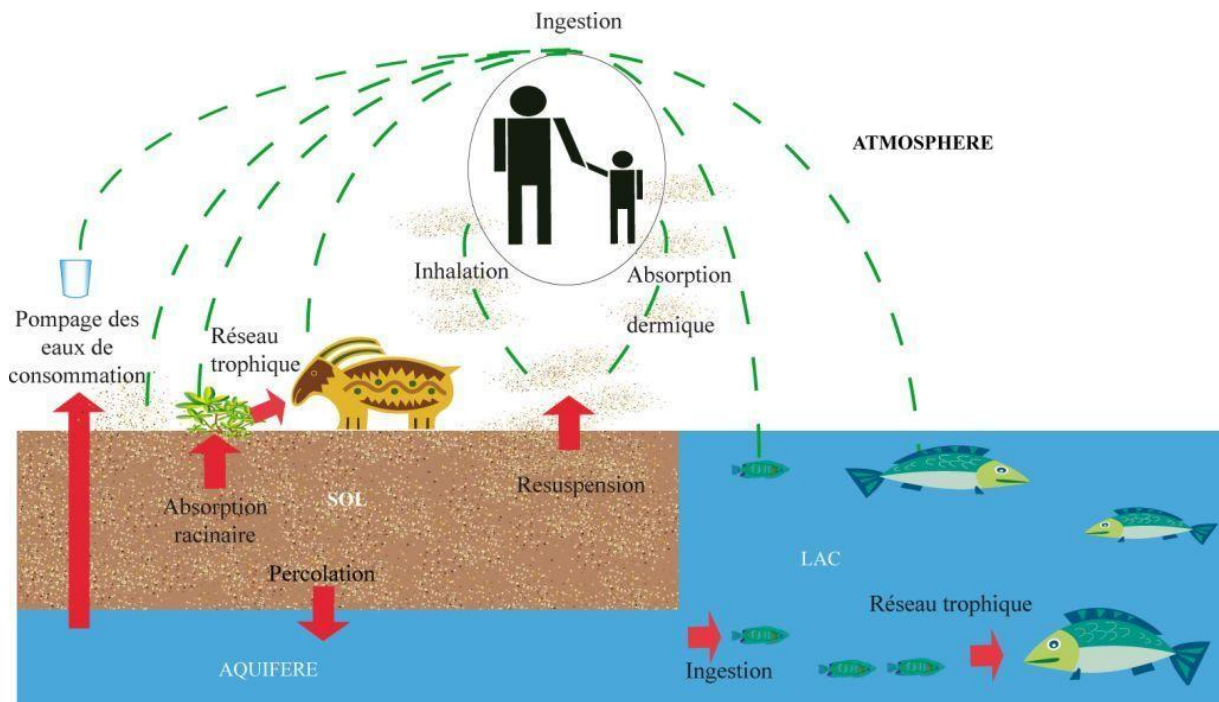 Ingestion
ATMOSPHERE
Inhalation
Absorption
dermique
Pompage des
eaux de
consommation
Réseau
trophique
Absorption
racinaire
SOL
Resuspension
Percolation
AQUIFERE
LAC
Réseau trophique
Ingestion